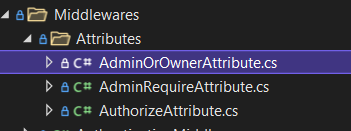 Middlewares
Attributes
C# AdminOrOwnerAttribute.cs
C# AdminRequireAttribute.cs
C# AuthorizeAttribute.cs